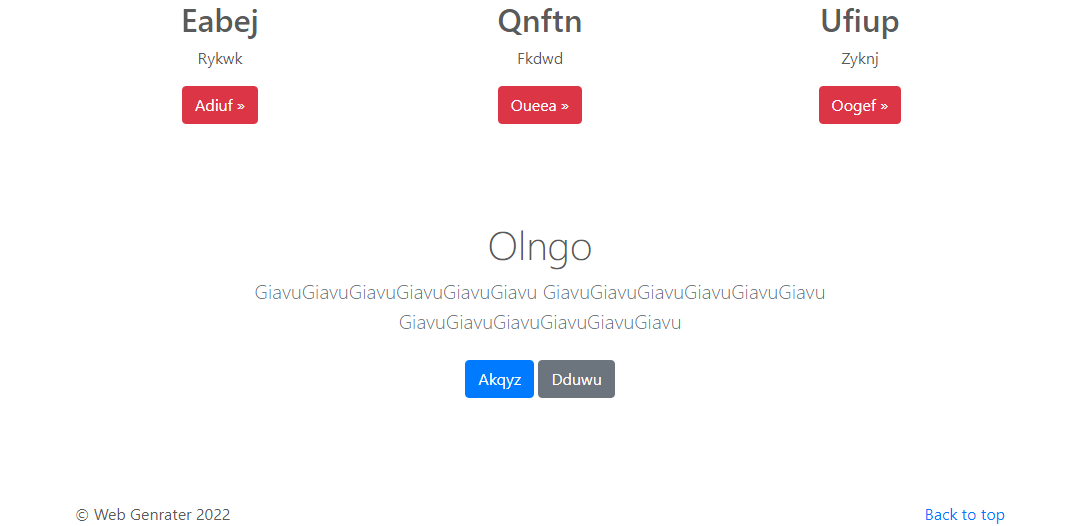 Eabej
Qnftn
Ufiup
Rykwk
Fkdwd
Zyknj
Adiuf »
Oueea »
Oogef »
Olngo
GiavuGiavuGiavuGiavuGiavuGiavu GiavuGiavuGiavuGiavuGiavuGiavu
GiavuGiavuGiavuGiavuGiavuGiavu
Akqyz
Dduwu
© Web Genrater 2022
Back to top